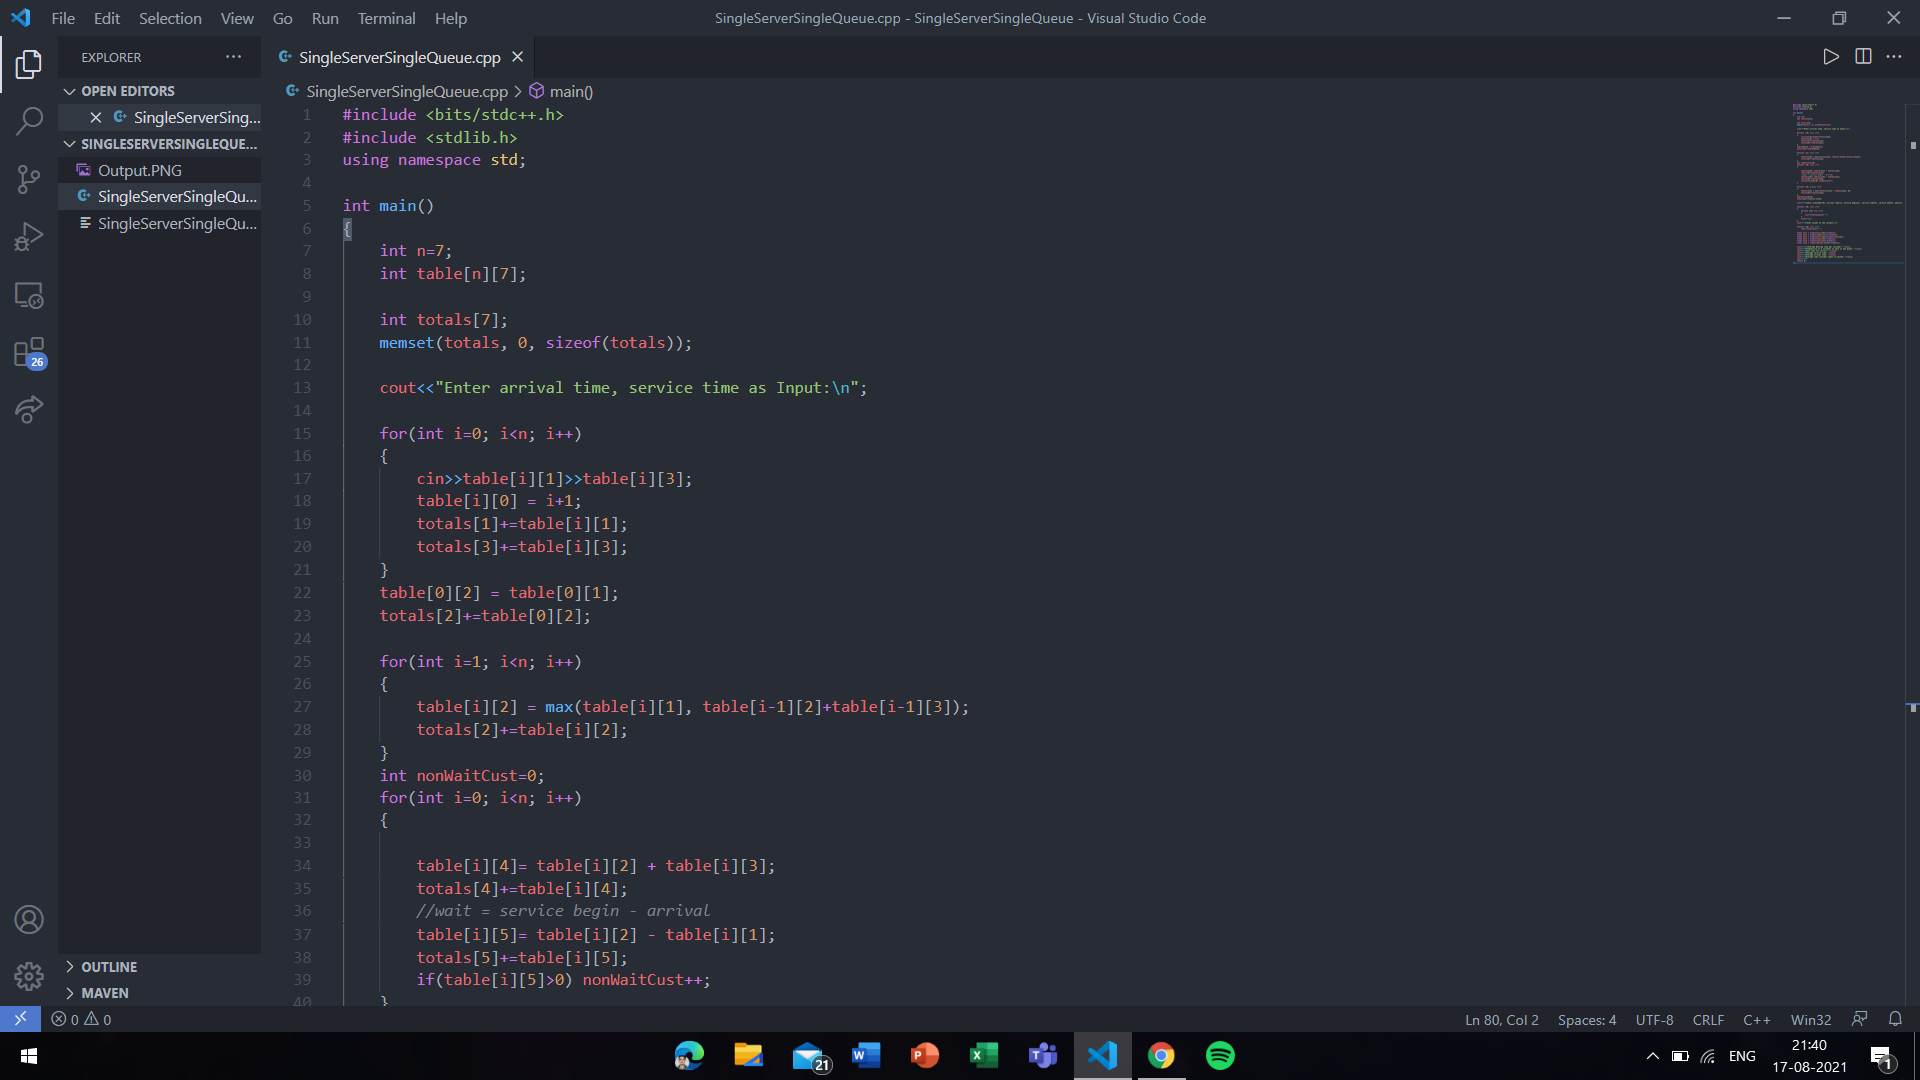 File Edit Selection View Go Run Terminal Help
SingleServerSingleQueue.cpp - SingleServerSingleQueue - Visual Studio Code
EXPLORER
OPEN EDITORS
SingleServerSing...
SINGLESERVERSINGLEQUE...
Output.PNG
SingleServerSingleQu...
SingleServerSingleQu...
26
OUTLINE
MAVEN
SingleServerSingleQueue.cpp
SingleServerSingleQueue.cpp > main()
1 #include <bits/stdc++.h>
2 #include <stdlib.h>
3 using namespace std;
4
5 int main()
6 {
7 int n=7;
8 int table[n][7];
9
10 int totals[7];
11 memset(totals, 0, sizeof(totals));
12
13 cout<<"Enter arrival time, service time as Input:\n";
14
15 for(int i=0; i<n; i++)
16 {
17 cin>>table[i][1]>>table[i][3];
18 table[i][0] = i+1;
19 totals[1]+=table[i][1];
20 totals[3]+=table[i][3];
21 }
22 table[0][2] = table[0][1];
23 totals[2]+=table[0][2];
24
25 for(int i=1; i<n; i++)
26 {
27 table[i][2] = max(table[i][1], table[i-1][2]+table[i-1][3]);
28 totals[2]+=table[i][2];
29 }
30 int nonWaitCust=0;
31 for(int i=0; i<n; i++)
32 {
33
34 table[i][4]= table[i][2] + table[i][3];
35 totals[4]+=table[i][4];
36 //wait = service begin - arrival
37 table[i][5]= table[i][2] - table[i][1];
38 totals[5]+=table[i][5];
39 if(table[i][5]>0) nonWaitCust++;
40 }
0 0
Ln 80, Col 2 Spaces: 4 UTF-8 CRLF C++ Win32
21
ENG
21:40
17-08-2021
1